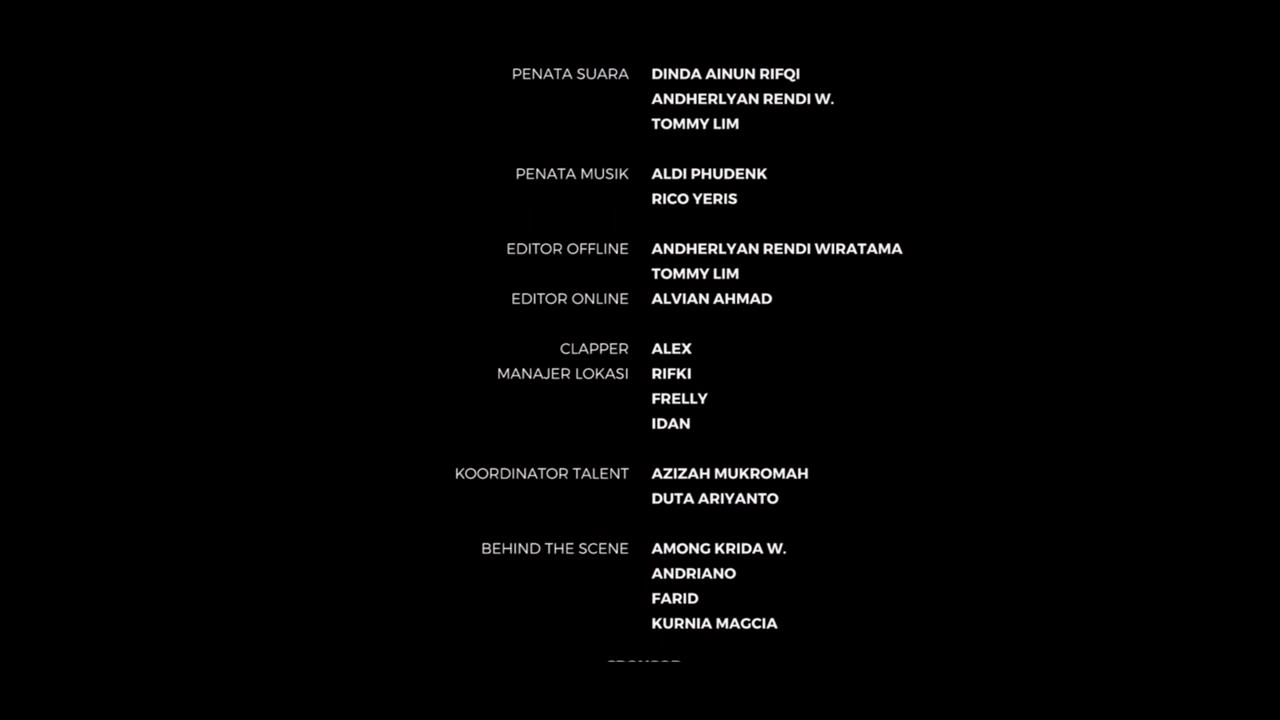 PENATA SUARA DINDA AINUN RIFQI
ANDHERLYAN RENDI W.
TOMMY LIM
PENATA MUSIK ALDI PHUDENK
RICO YERIS
EDITOR OFFLINE ANDHERLYAN RENDI WIRATAMA
TOMMY LIM
EDITOR ONLINE ALVIAN AHMAD
CLAPPER ALEX
MANAJER LOKASI RIFKI
FRELLY
IDAN
KOORDINATOR TALENT AZIZAH MUKROMAH
DUTA ARIYANTO
BEHIND THE SCENE AMONG KRIDA W.
ANDRIANO
FARID
KURNIA MAGCIA